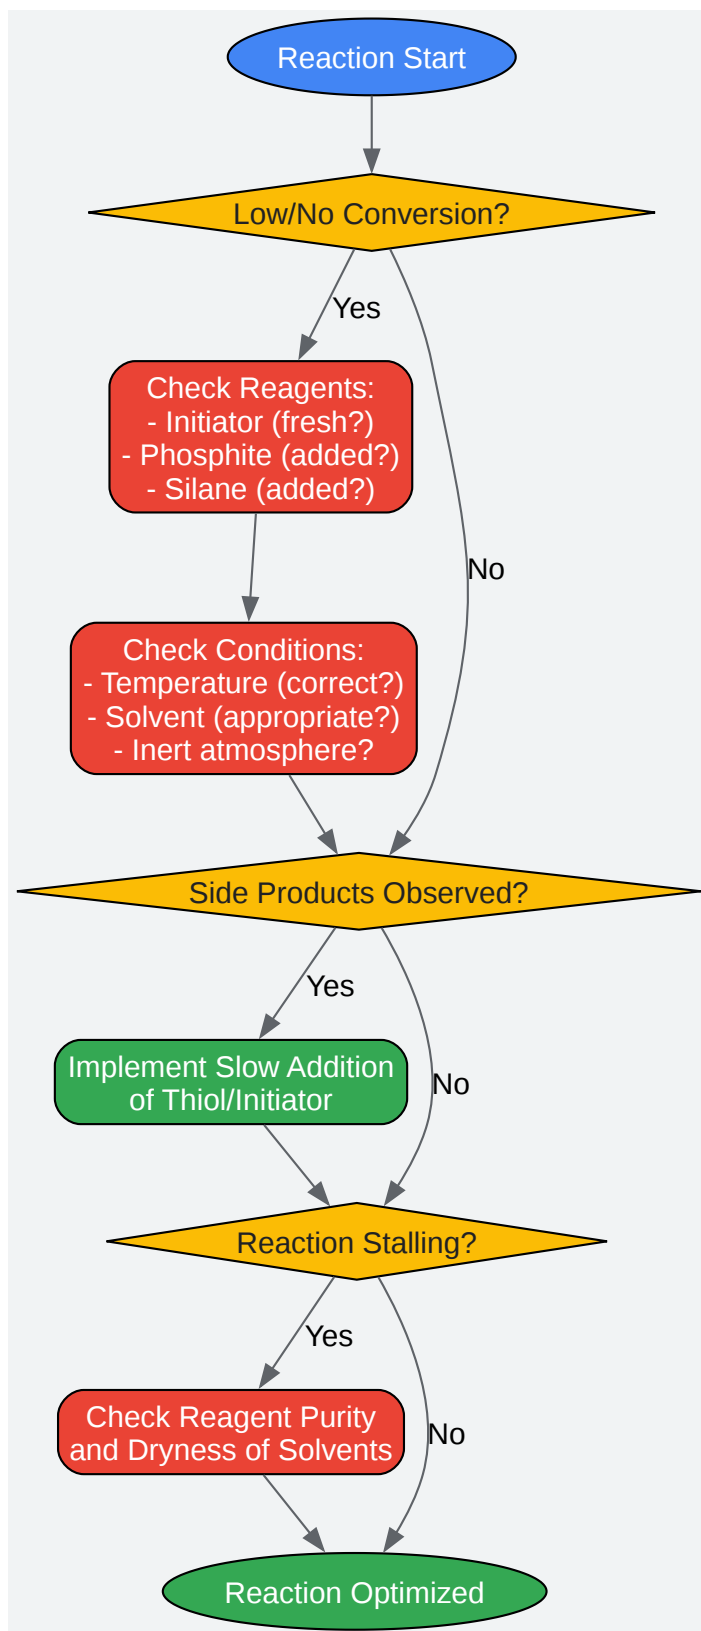 Reaction Start
Low/No Conversion?
Yes
Check Reagents:
- Initiator (fresh?)
- Phosphite (added?)
- Silane (added?)
No
Check Conditions:
- Temperature (correct?)
- Solvent (appropriate?)
- Inert atmosphere?
Side Products Observed?
Yes
Implement Slow Addition
of Thiol/Initiator
No
Reaction Stalling?
Yes
Check Reagent Purity
and Dryness of Solvents
No
Reaction Optimized